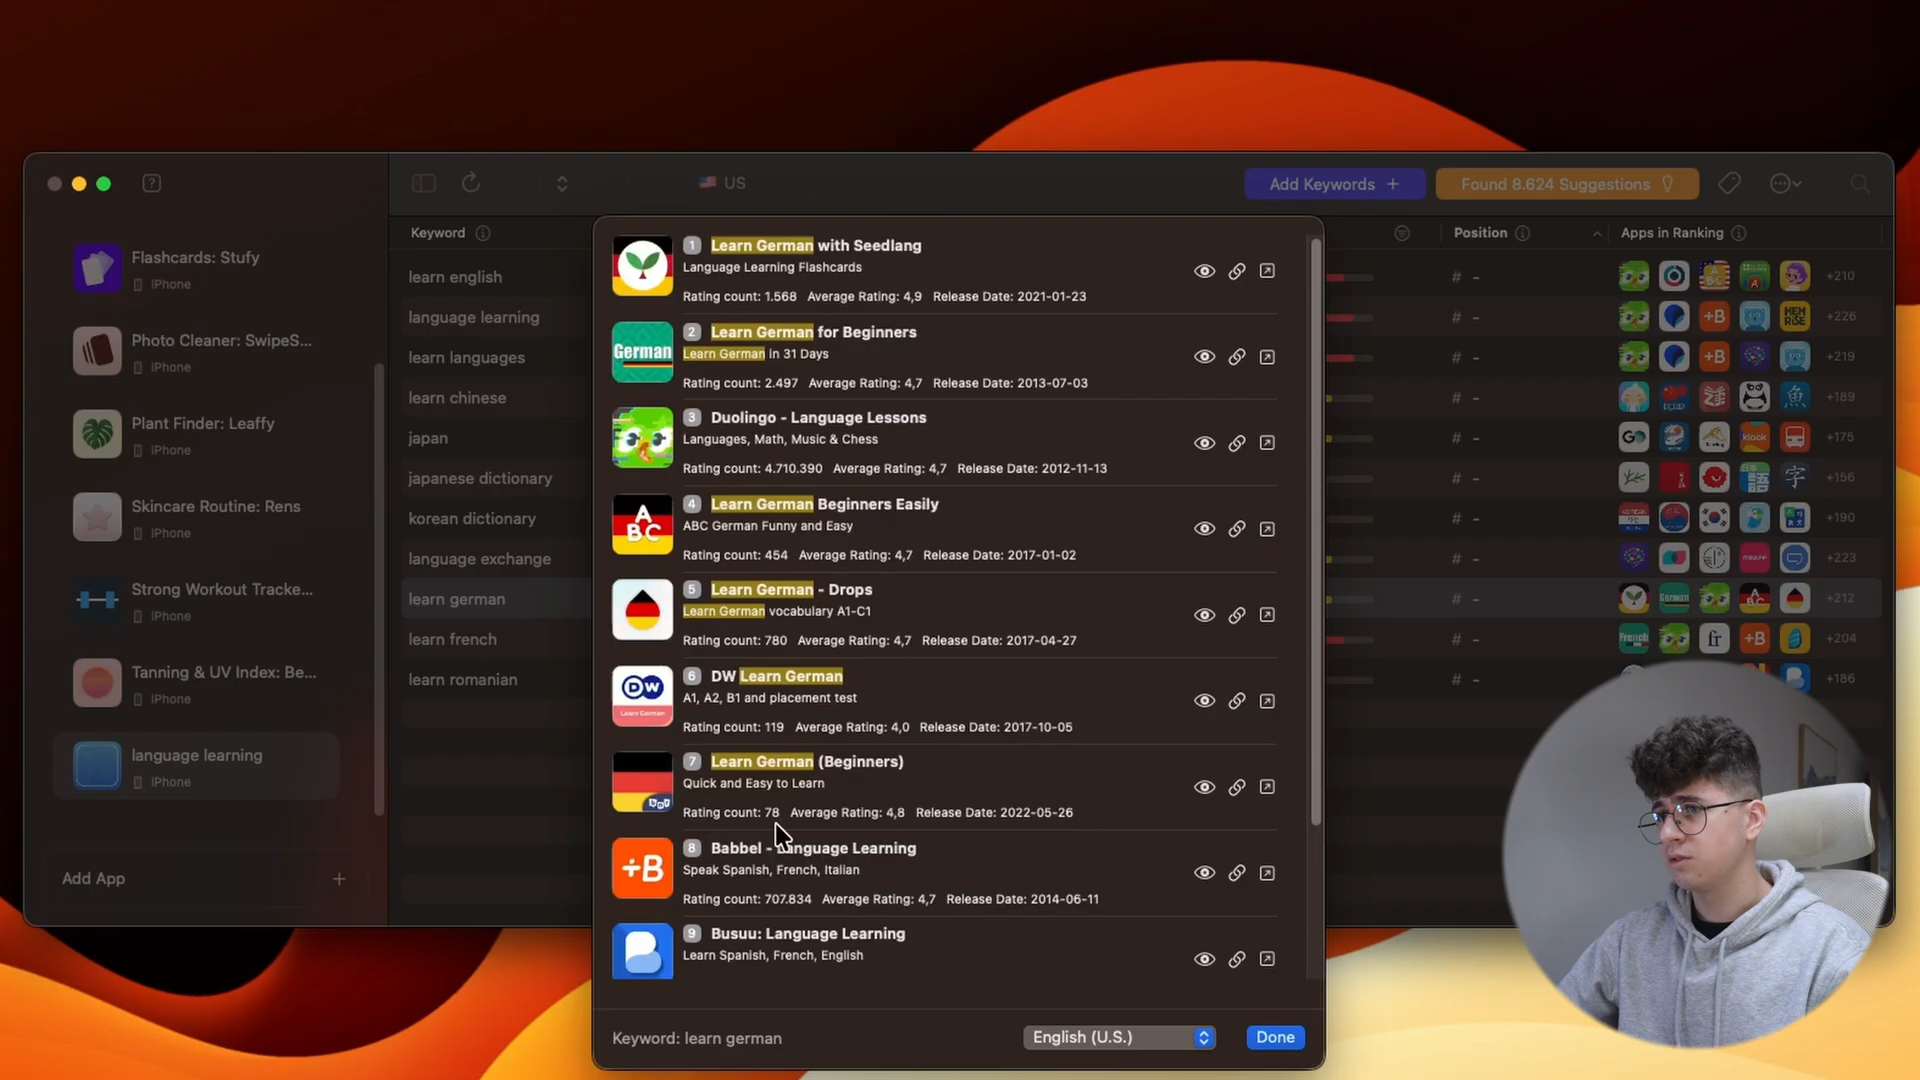 US
Add Keywords +
Found 8.624 Suggestions
Keyword
Position
Apps in Ranking
Flashcards: Stufy
iPhone
Photo Cleaner: SwipeS...
iPhone
Plant Finder: Leaffy
iPhone
Skincare Routine: Rens
iPhone
Strong Workout Tracke...
iPhone
Tanning & UV Index: Be...
iPhone
language learning
iPhone
Add App +
learn english
language learning
learn languages
learn chinese
japan
japanese dictionary
korean dictionary
language exchange
learn german
learn french
learn romanian
1 Learn German with Seedlang
Language Learning Flashcards
Rating count: 1.568 Average Rating: 4,9 Release Date: 2021-01-23
German
2 Learn German for Beginners
Learn German in 31 Days
Rating count: 2.497 Average Rating: 4,7 Release Date: 2013-07-03
3 Duolingo - Language Lessons
Languages, Math, Music & Chess
Rating count: 4.710.390 Average Rating: 4,7 Release Date: 2012-11-13
A
BC
4 Learn German Beginners Easily
ABC German Funny and Easy
Rating count: 454 Average Rating: 4,7 Release Date: 2017-01-02
5 Learn German - Drops
Learn German vocabulary A1-C1
Rating count: 780 Average Rating: 4,7 Release Date: 2017-04-27
DW
Learn German
6 DW Learn German
A1, A2, B1 and placement test
Rating count: 119 Average Rating: 4,0 Release Date: 2017-10-05
7 Learn German (Beginners)
Quick and Easy to Learn
Rating count: 78 Average Rating: 4,8 Release Date: 2022-05-26
+B
8 Babbel - Language Learning
Speak Spanish, French, Italian
Rating count: 707.834 Average Rating: 4,7 Release Date: 2014-06-11
9 Busuu: Language Learning
Learn Spanish, French, English
Keyword: learn german
English (U.S.)
Done
# - +210
# - +226
# - +219
# - +189
# - +175
# - +156
# - +190
# - +223
# - +212
# - +204
# - +186